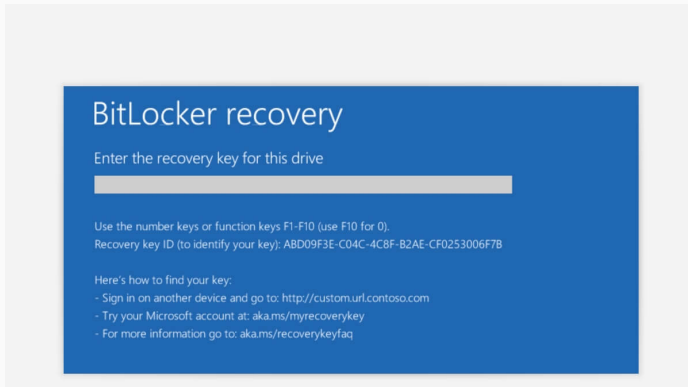 BitLocker recovery
Enter the recovery key for this drive
Use the number keys or function keys F1-F10 (use F10 for 0).
Recovery key ID (to identify your key): ABD09F3E-C04C-4C8F-B2AE-CF0253006F7B
Here's how to find your key:
- Sign in on another device and go to: http://custom.url.contoso.com
- Try your Microsoft account at: aka.ms/myrecoverykey
- For more information go to: aka.ms/recoverykeyfaq